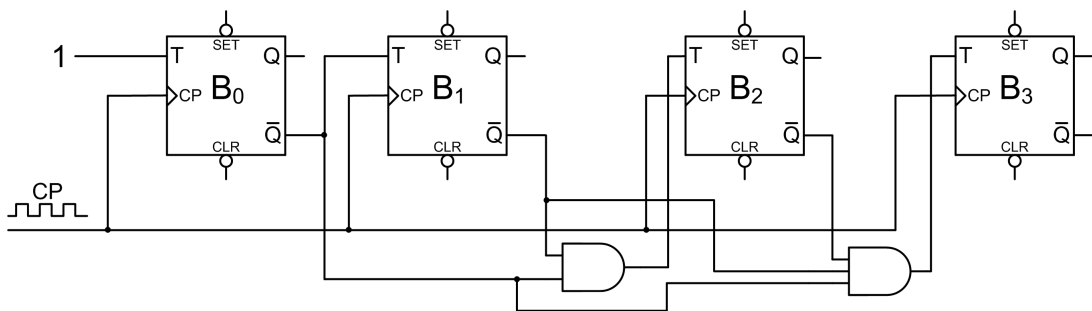 SET SET SET SET
1 T Q T Q T Q T Q
CP B₀ CP B₁ CP B₂ CP B₃
Q̅ Q̅ Q̅ Q̅
CLR CLR CLR CLR
CP